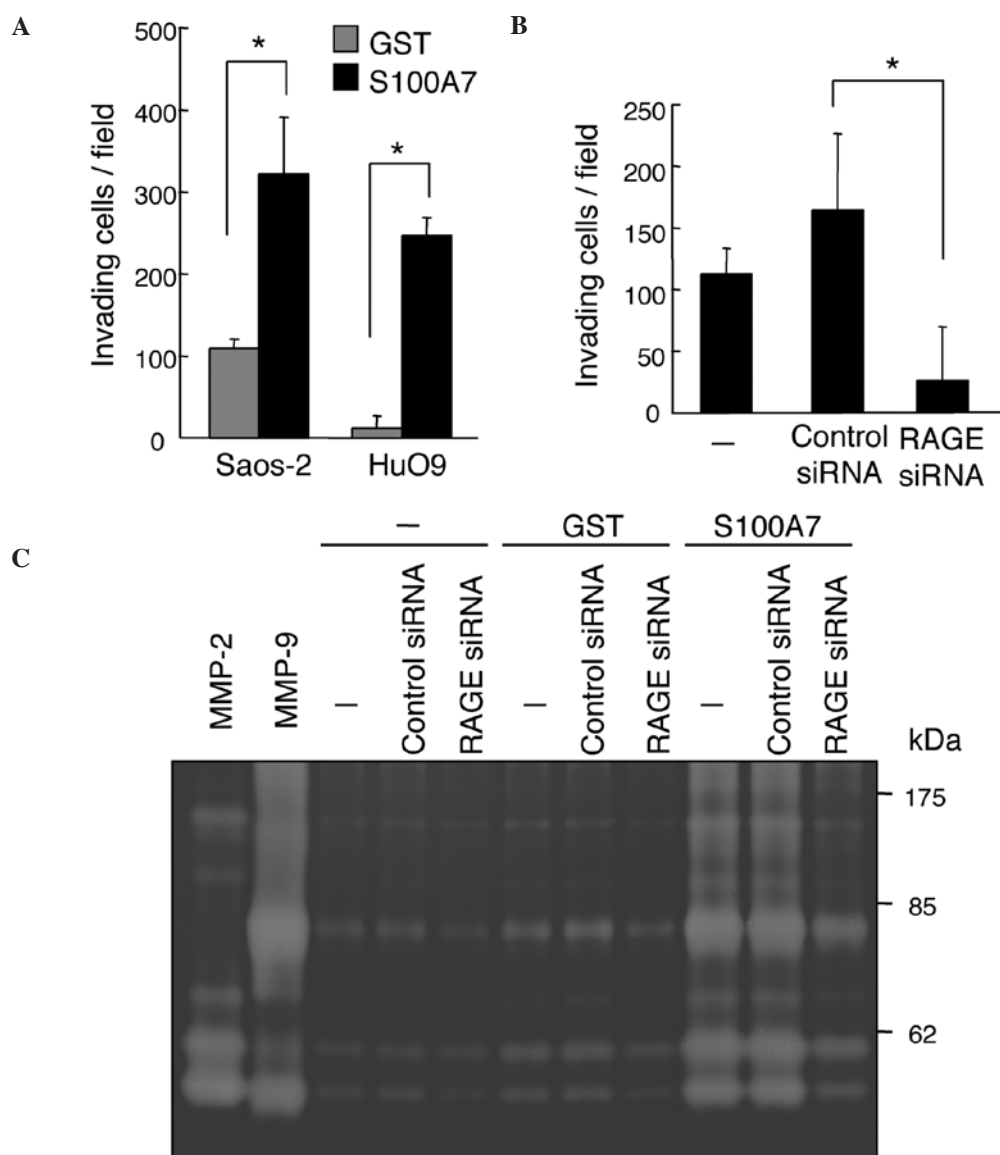 A
500
400
300
200
100
0
Invading cells / field
*
*
GST
S100A7
Saos-2
HuO9
B
250
200
150
100
50
0
Invading cells / field
*
—
Control
siRNA
RAGE
siRNA
C
—
GST
S100A7
MMP-2
MMP-9
—
Control siRNA
RAGE siRNA
—
Control siRNA
RAGE siRNA
—
Control siRNA
RAGE siRNA
kDa
175
85
62